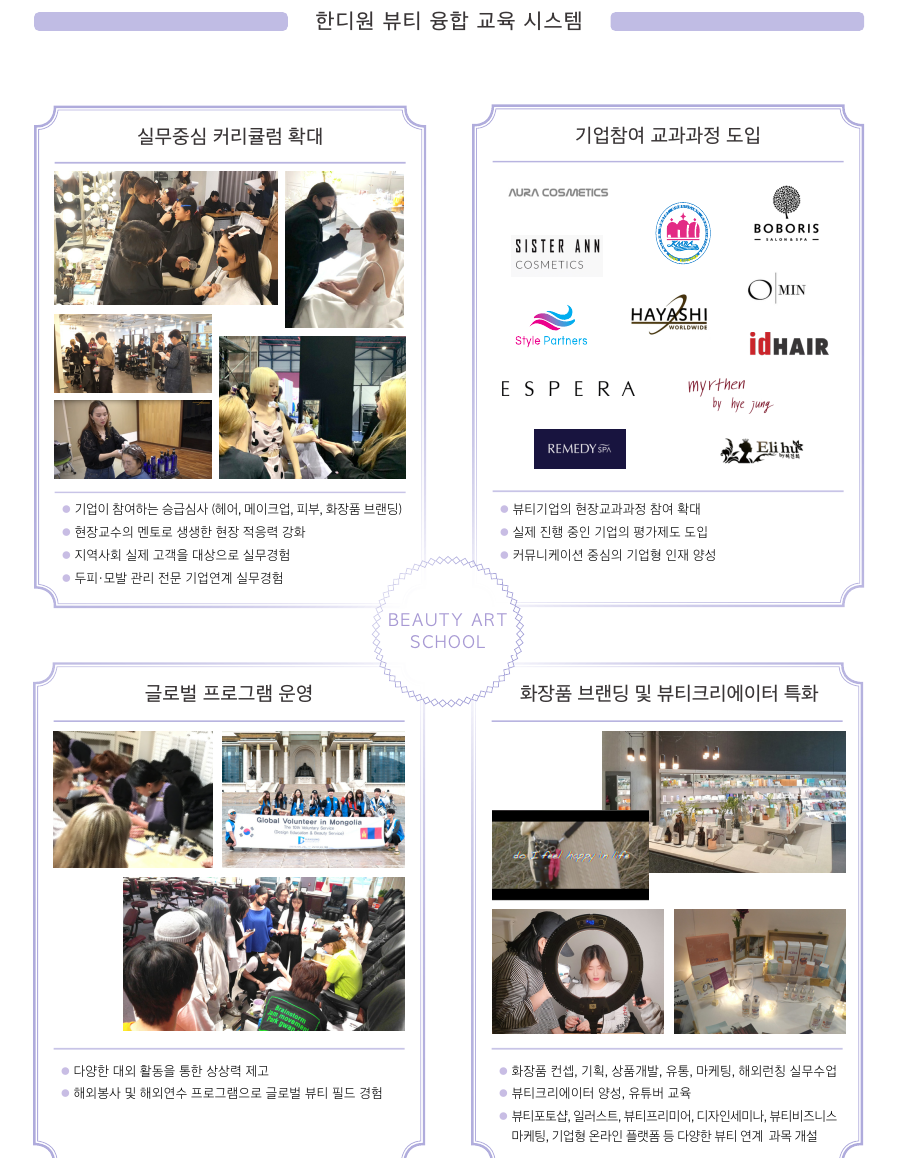 한디원 뷰티 융합 교육 시스템
실무중심 커리큘럼 확대
기업이 참여하는 승급심사 (헤어, 메이크업, 피부, 화장품 브랜딩)
현장교수의 멘토로 생생한 현장 적응력 강화
지역사회 실제 고객을 대상으로 실무경험
두피·모발 관리 전문 기업연계 실무경험
기업참여 교과과정 도입
AURA COSMETICS
SISTER ANN
COSMETICS
BOBORIS
SALON & SPA
O|MIN
Style Partners
HAYASHI
WORLDWIDE
idHAIR
ESPERA
myrthen
by hye jung
REMEDY SPA
Eli hu
뷰티기업의 현장교과과정 참여 확대
실제 진행 중인 기업의 평가제도 도입
커뮤니케이션 중심의 기업형 인재 양성
BEAUTY ART
SCHOOL
글로벌 프로그램 운영
Global Volunteer in Mongolia
The 10th Voluntary Service
(Design Education & Beauty Service)
Brainstorm
jam movement
다양한 대외 활동을 통한 상상력 제고
해외봉사 및 해외연수 프로그램으로 글로벌 뷰티 필드 경험
화장품 브랜딩 및 뷰티크리에이터 특화
do I feel happy in life
화장품 컨셉, 기획, 상품개발, 유통, 마케팅, 해외런칭 실무수업
뷰티크리에이터 양성, 유튜버 교육
뷰티포토샵, 일러스트, 뷰티프리미어, 디자인세미나, 뷰티비즈니스
마케팅, 기업형 온라인 플랫폼 등 다양한 뷰티 연계 과목 개설